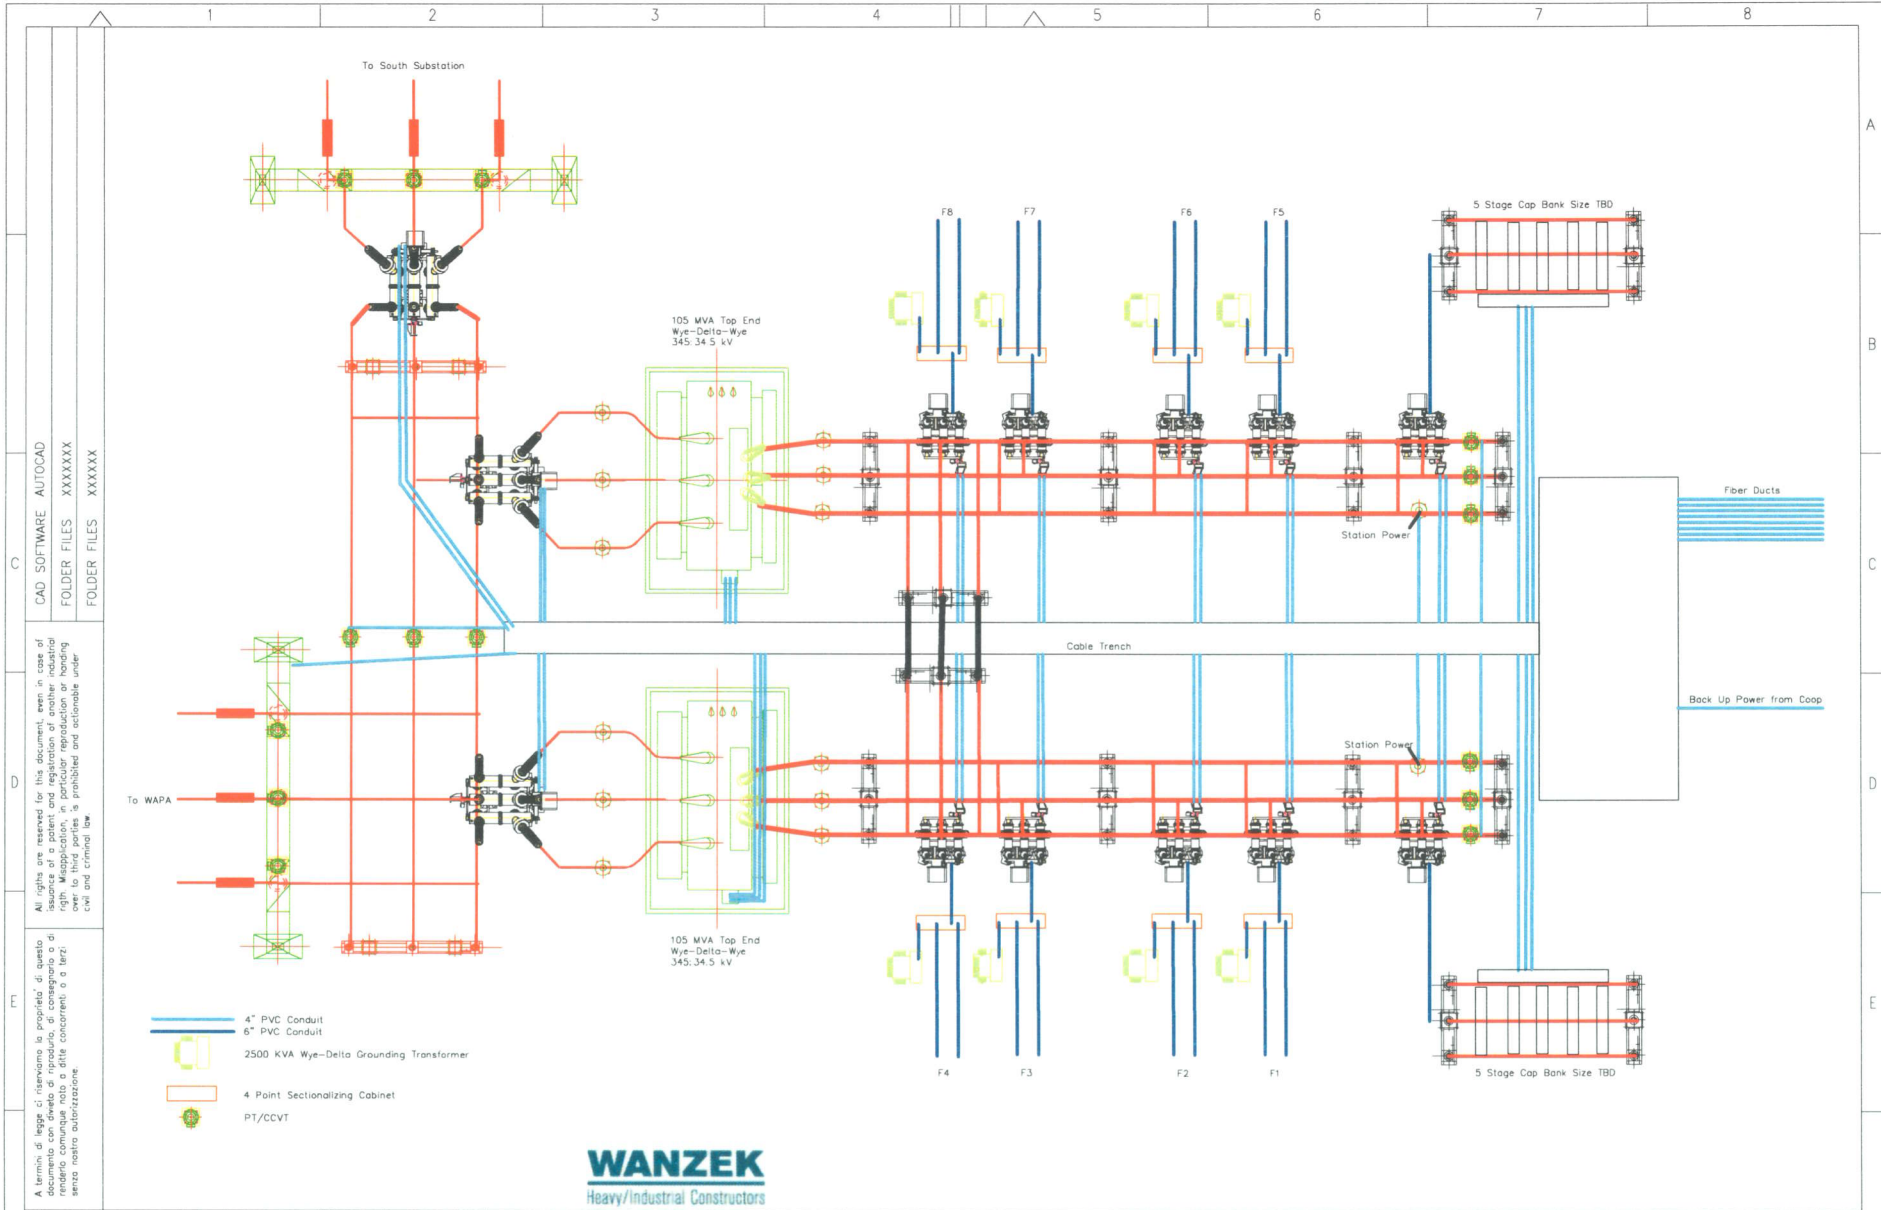 1 2 3 4 5 6 7 8
A
B
C
D
E
C
E
D
To South Substation
F8 F7 F6 F5
5 Stage Cap Bank Size TBD
105 MVA Top End
Wye-Delta-Wye
345:34.5 kV
CAD SOFTWARE AUTOCAD
FOLDER FILES XXXXXXX
FOLDER FILES XXXXXX
Fiber Ducts
Station Power
Cable Trench
Back Up Power from Coop
Station Power
To WAPA
All rigths are reserved for this document, even in case of
issuance of a patent and registration of another industrial
rigth. Misapplication, in particular reproduction or handing
over to third parties is prohibited and actionable under
civil and criminal law.
105 MVA Top End
Wye-Delta-Wye
345:34.5 kV
A termini di legge ci riserviamo la proprieta' di questo
documento con divieto di riprodurlo, di consegnarlo o di
renderlo comunque noto a ditte concorrenti o a terzi
senza nostra autorizzazione.
4" PVC Conduit
6" PVC Conduit
2500 KVA Wye-Delta Grounding Transformer
4 Point Sectionalizing Cabinet
PT/CCVT
F4 F3 F2 F1
5 Stage Cap Bank Size TBD
WANZEK
Heavy/Industrial Constructors